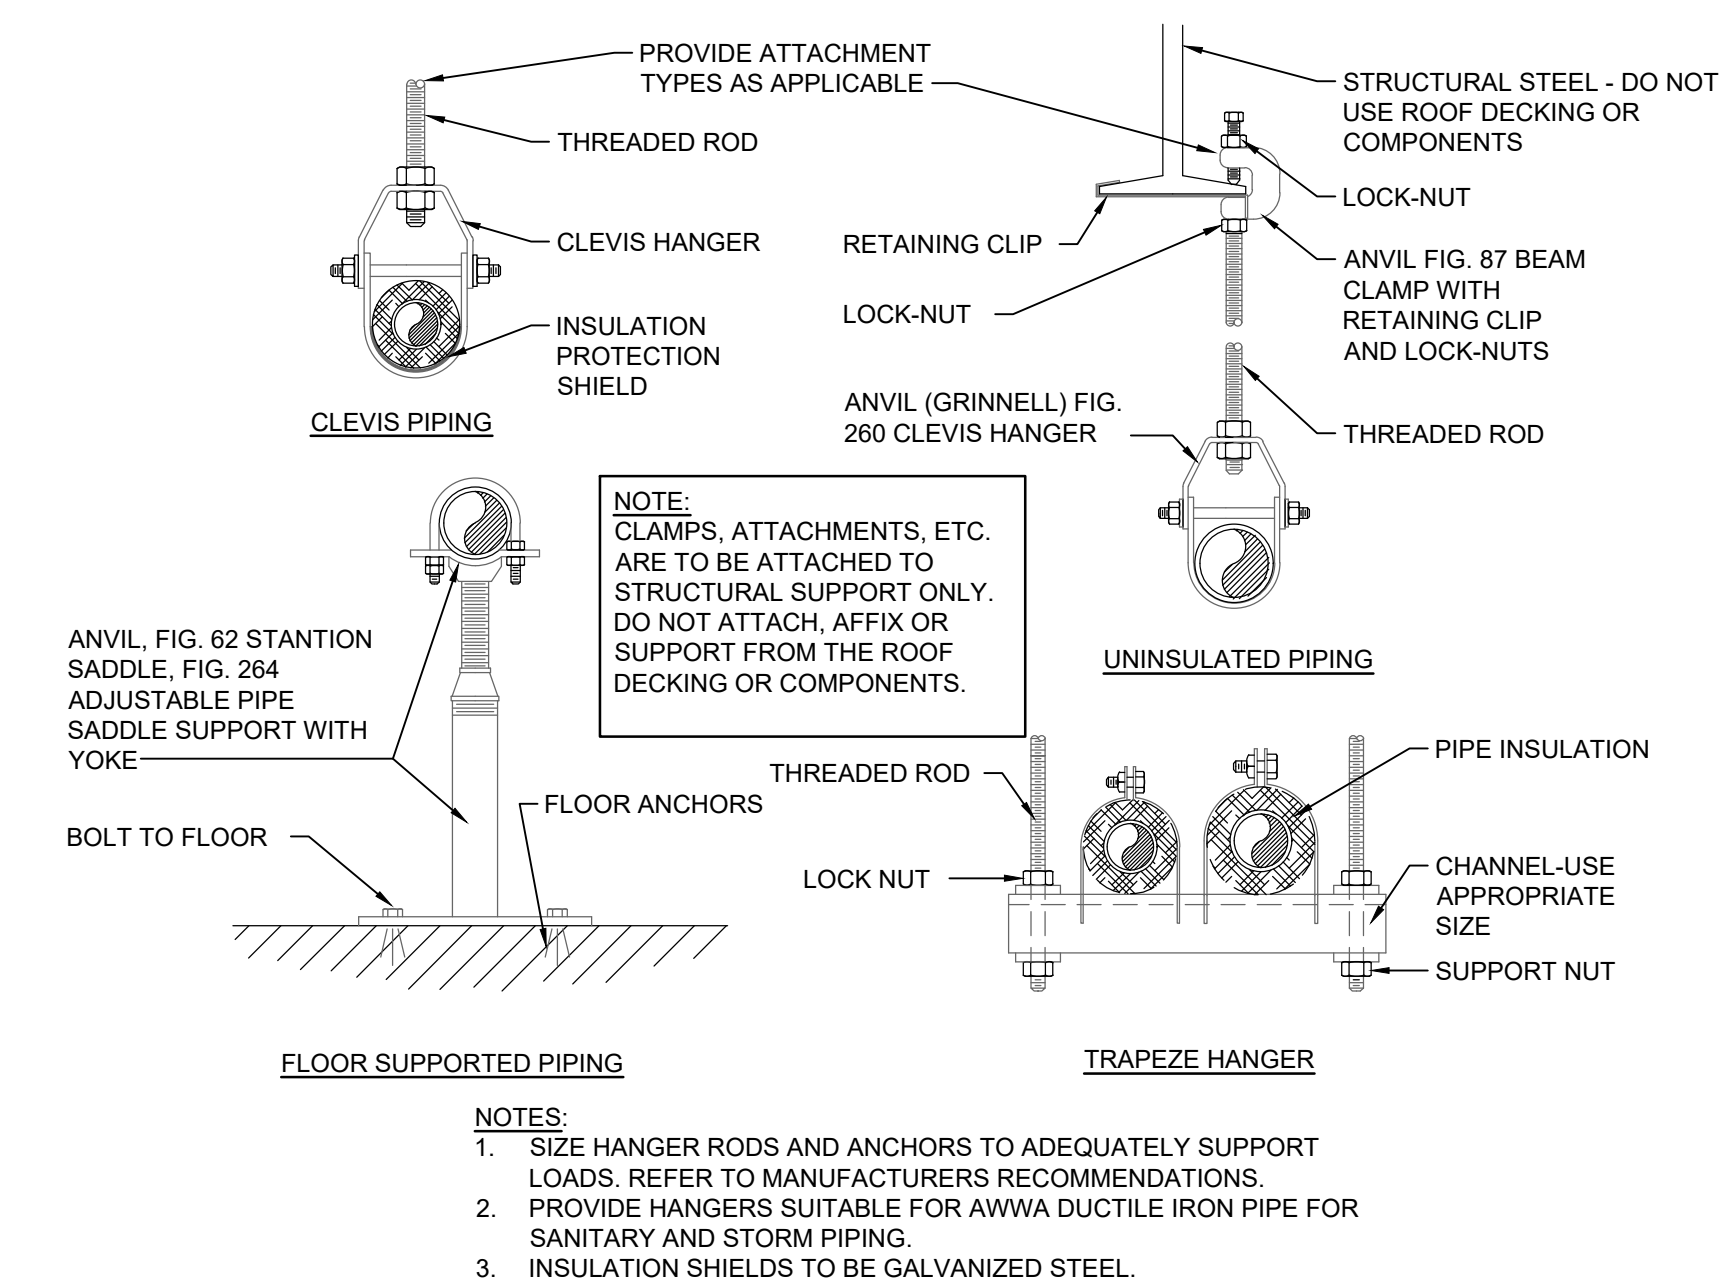 PROVIDE ATTACHMENT
TYPES AS APPLICABLE
THREADED ROD
CLEVIS HANGER
INSULATION
PROTECTION
SHIELD
CLEVIS PIPING
STRUCTURAL STEEL - DO NOT
USE ROOF DECKING OR
COMPONENTS
LOCK-NUT
RETAINING CLIP
ANVIL FIG. 87 BEAM
CLAMP WITH
RETAINING CLIP
AND LOCK-NUTS
LOCK-NUT
ANVIL (GRINNELL) FIG.
260 CLEVIS HANGER
THREADED ROD
UNINSULATED PIPING
NOTE:
CLAMPS, ATTACHMENTS, ETC.
ARE TO BE ATTACHED TO
STRUCTURAL SUPPORT ONLY.
DO NOT ATTACH, AFFIX OR
SUPPORT FROM THE ROOF
DECKING OR COMPONENTS.
ANVIL, FIG. 62 STANTION
SADDLE, FIG. 264
ADJUSTABLE PIPE
SADDLE SUPPORT WITH
YOKE
BOLT TO FLOOR
FLOOR ANCHORS
FLOOR SUPPORTED PIPING
THREADED ROD
LOCK NUT
PIPE INSULATION
CHANNEL-USE
APPROPRIATE
SIZE
SUPPORT NUT
TRAPEZE HANGER
NOTES:
1. SIZE HANGER RODS AND ANCHORS TO ADEQUATELY SUPPORT
LOADS. REFER TO MANUFACTURERS RECOMMENDATIONS.
2. PROVIDE HANGERS SUITABLE FOR AWWA DUCTILE IRON PIPE FOR
SANITARY AND STORM PIPING.
3. INSULATION SHIELDS TO BE GALVANIZED STEEL.